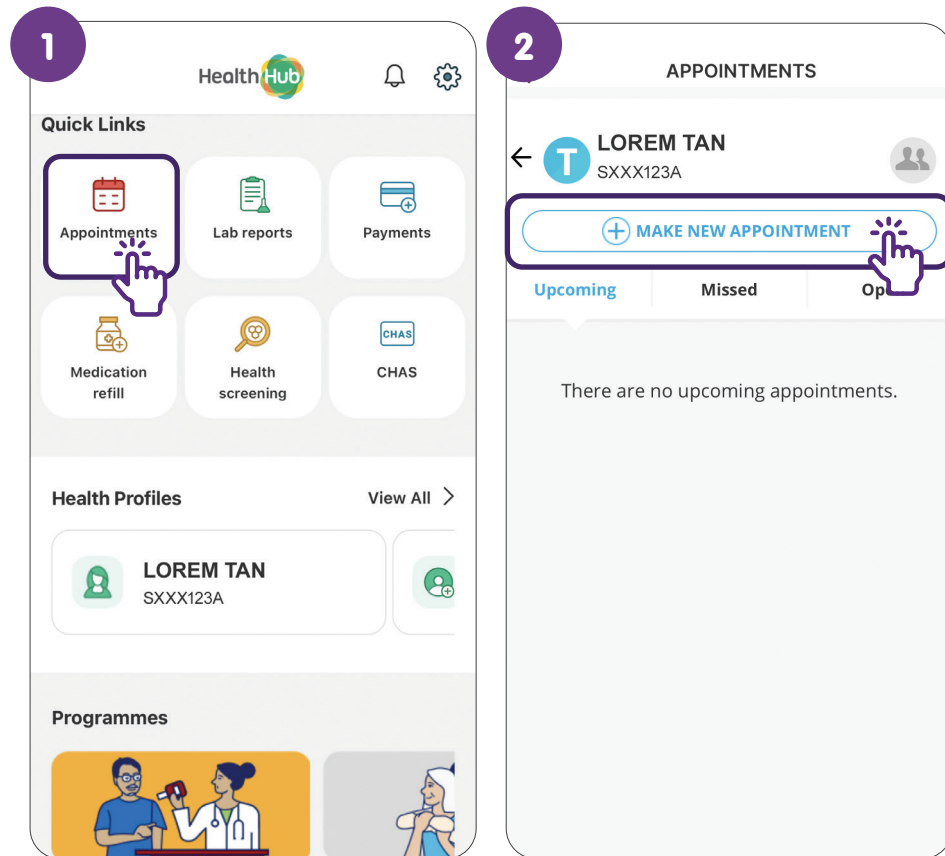 1
HealthHub
Quick Links
Appointments
Lab reports
Payments
Medication
refill
Health
screening
CHAS
CHAS
Health Profiles
View All
LOREM TAN
SXXX123A
Programmes
2
APPOINTMENTS
T
LOREM TAN
SXXX123A
MAKE NEW APPOINTMENT
Upcoming
Missed
There are no upcoming appointments.